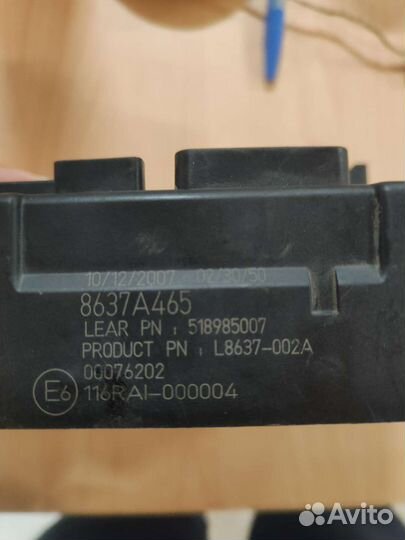 10/12/2007 02/30/50
8637A465
LEAR PN : 518985007
PRODUCT PN : L8637-002A
00076202
E6 116RAI-000004
Avito